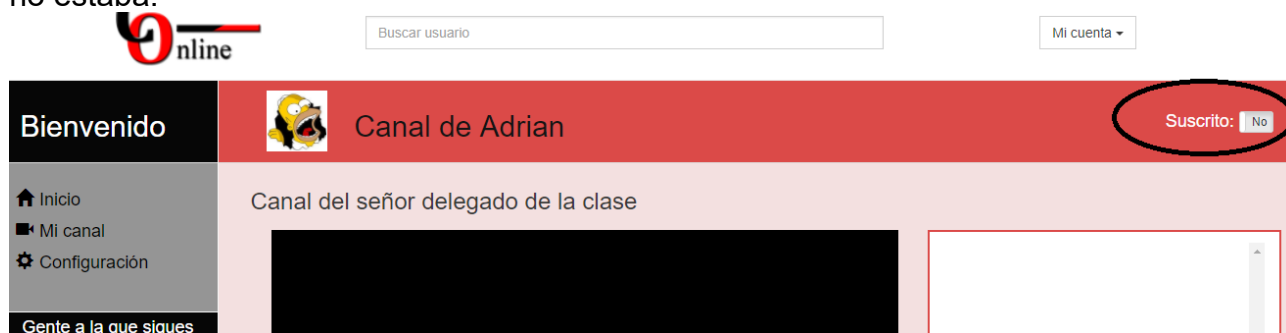 no estaba.
Online
Buscar usuario
Mi cuenta
Bienvenido
Canal de Adrian
Suscrito: No
Inicio
Canal del señor delegado de la clase
Mi canal
Configuración
Gente a la que sigues